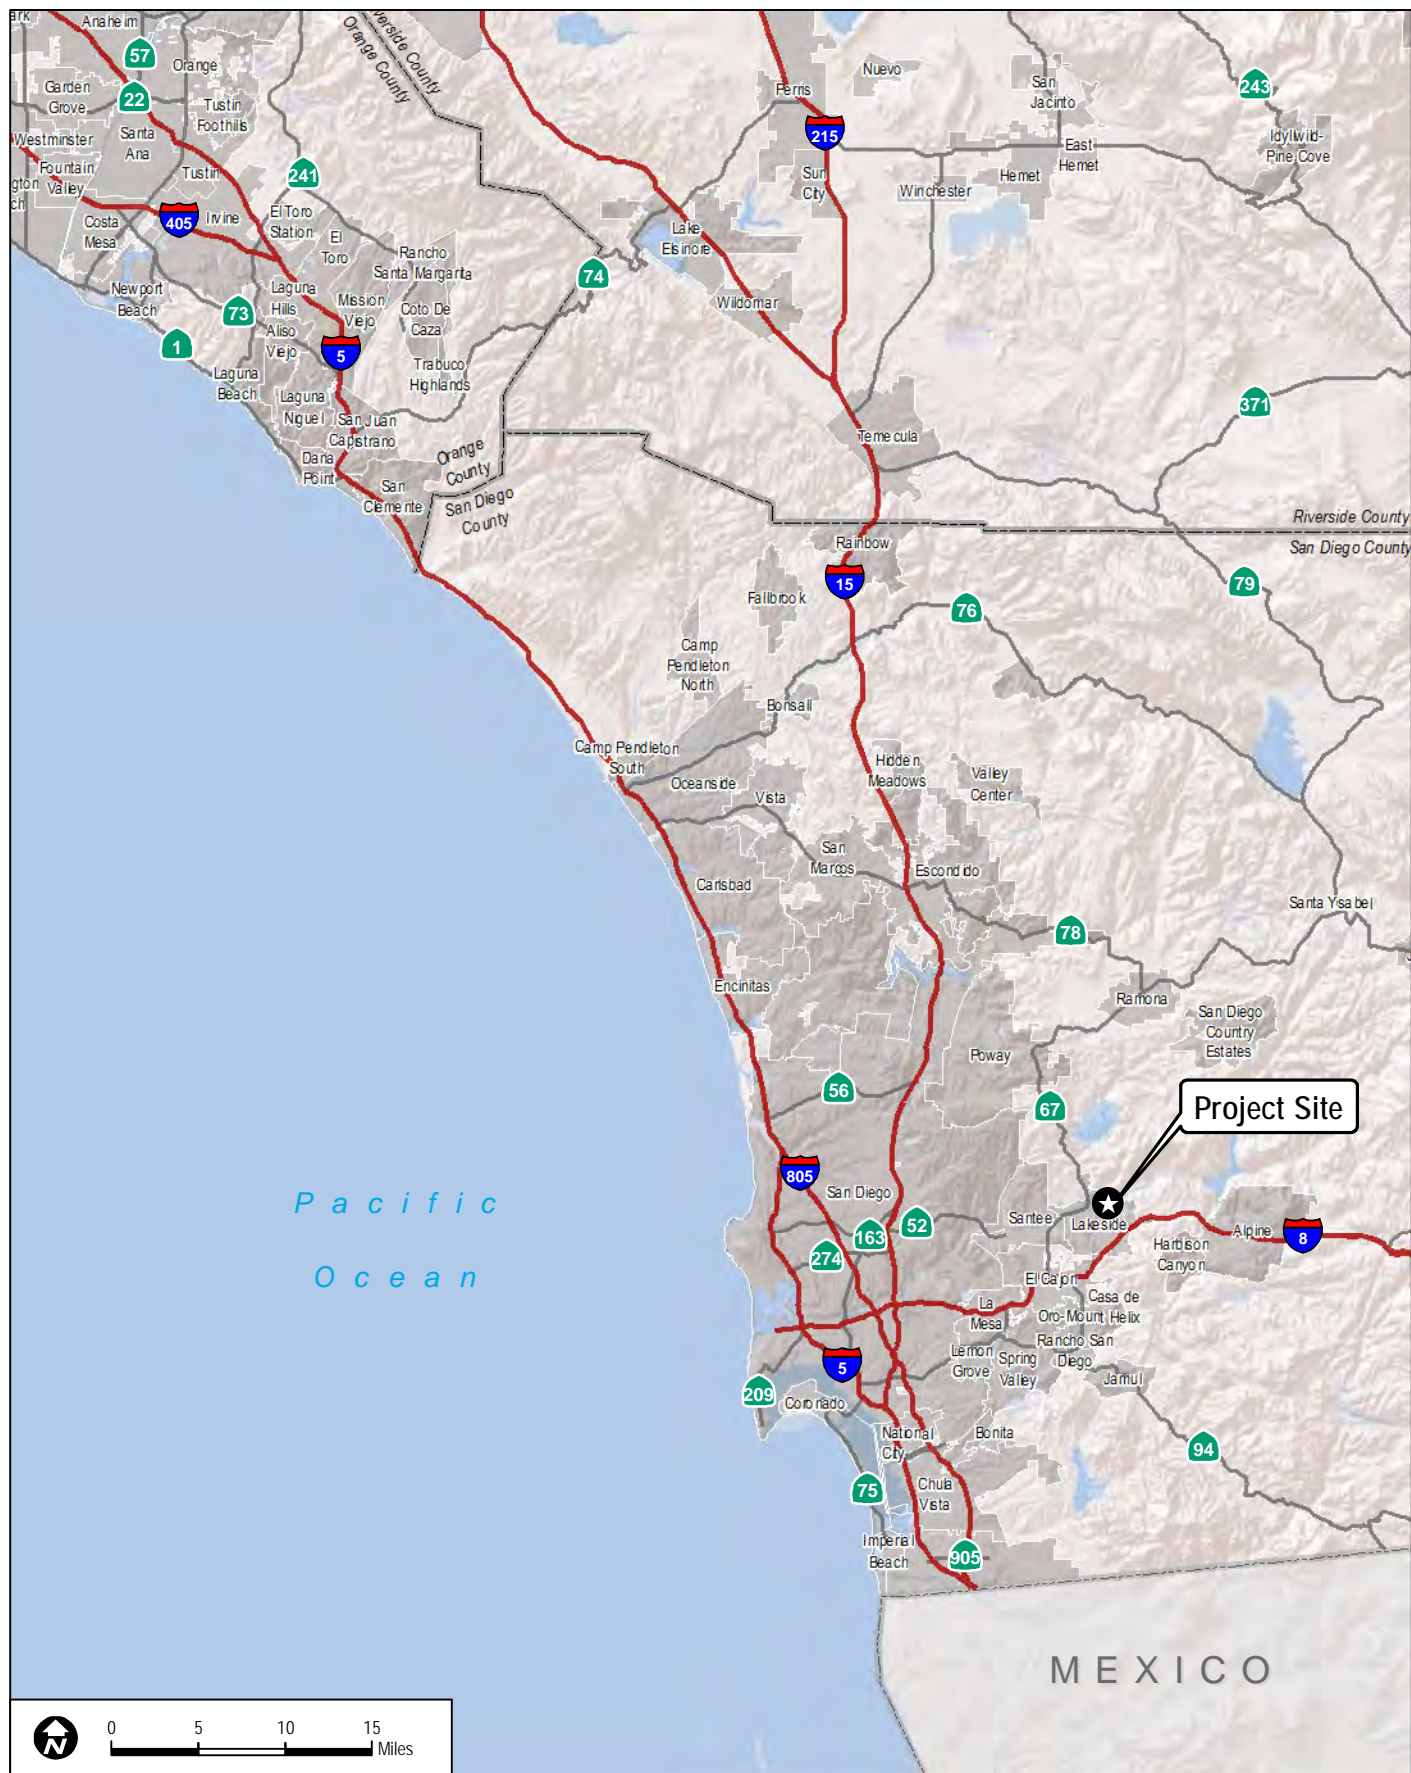 Anaheim
57
Orange
Garden
Grove
22
Tustin
Foothills
Westminster
Santa
Ana
Fountain
Valley
Tustin
241
405
Irvine
Costa
Mesa
El Toro
Station
El
Toro
Rancho
Santa Margarita
Newport
Beach
73
Laguna
Hills
Mission
Viejo
Coto De
Caza
1
Aliso
Viejo
5
Trabuco
Highlands
Laguna
Beach
Laguna
Niguel
San Juan
Capistrano
Dana
Point
San
Clemente
Orange
County
San Diego
County
Riverside County
Orange County
74
Lake
Elsinore
Wildomar
Perris
Nuevo
215
Sun
City
San
Jacinto
East
Hemet
Hemet
Winchester
243
Idyllwild-
Pine Cove
371
Temecula
Riverside County
San Diego County
Rainbow
15
79
76
Fallbrook
Camp
Pendleton
North
Bonsall
Camp Pendleton
South
Oceanside
Vista
Hidden
Meadows
Valley
Center
San
Marcos
Escondido
Carlsbad
Santa Ysabel
78
Encinitas
Ramona
San Diego
Country
Estates
Poway
56
67
Project Site
805
San Diego
Pacific
Ocean
163
52
274
Santee
Lakeside
Harbison
Canyon
Alpine
8
El Cajon
La
Mesa
Casa de
Oro-Mount Helix
Rancho San
Diego
Lemon
Grove
Spring
Valley
Jamul
5
209
Coronado
National
City
Bonita
94
75
Chula
Vista
Imperial
Beach
905
MEXICO
N
0 5 10 15
Miles